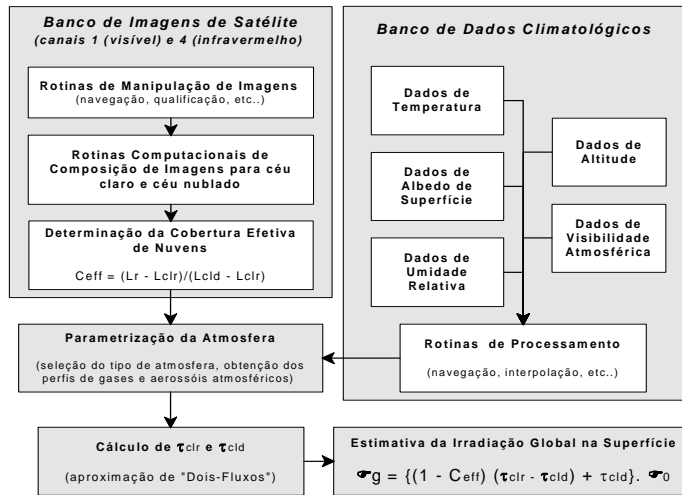 Banco de Imagens de Satélite
(canais 1 (visível) e 4 (infravermelho)
Rotinas de Manipulação de Imagens
(navegação, qualificação, etc..)
Rotinas Computacionais de
Composição de Imagens para céu
claro e céu nublado
Determinação da Cobertura Efetiva
de Nuvens
Ceff = (Lr - Lclr)/(Lcld - Lclr)
Banco de Dados Climatológicos
Dados de
Temperatura
Dados de
Altitude
Dados de
Albedo de
Superfície
Dados de
Visibilidade
Atmosférica
Dados de
Umidade
Relativa
Rotinas de Processamento
(navegação, interpolação, etc..)
Parametrização da Atmosfera
(seleção do tipo de atmosfera, obtenção dos
perfis de gases e aerossóis atmosféricos)
Cálculo de τclr e τcld
(aproximação de "Dois-Fluxos")
Estimativa da Irradiação Global na Superfície
☛g = {(1 - Ceff) (τclr - τcld) + τcld}. ☛0